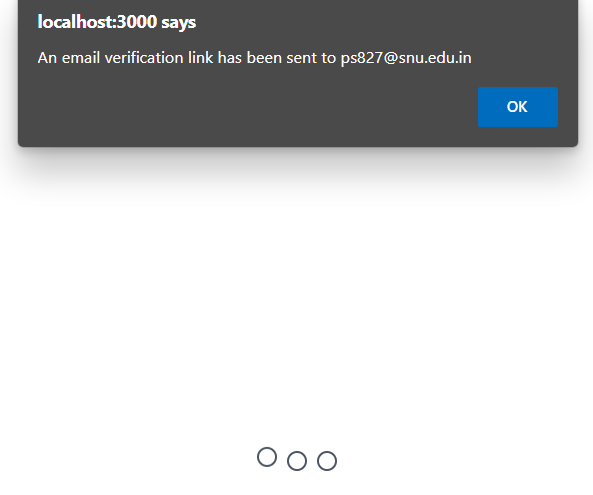 localhost:3000 says
An email verification link has been sent to ps827@snu.edu.in
OK